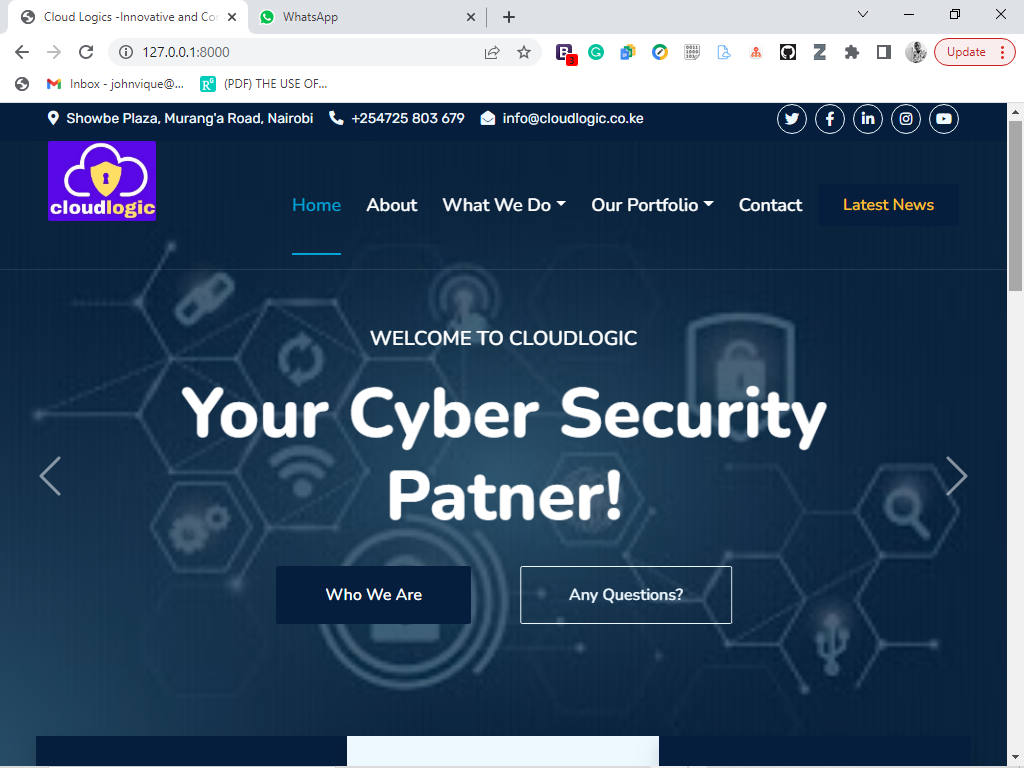 Cloud Logics -Innovative and Cor
WhatsApp
127.0.0.1:8000
Update
Inbox - johnvique@...
(PDF) THE USE OF...
Showbe Plaza, Murang'a Road, Nairobi
+254725 803 679
info@cloudlogic.co.ke
cloudlogic
Home
About
What We Do
Our Portfolio
Contact
Latest News
WELCOME TO CLOUDLOGIC
Your Cyber Security
Patner!
Who We Are
Any Questions?